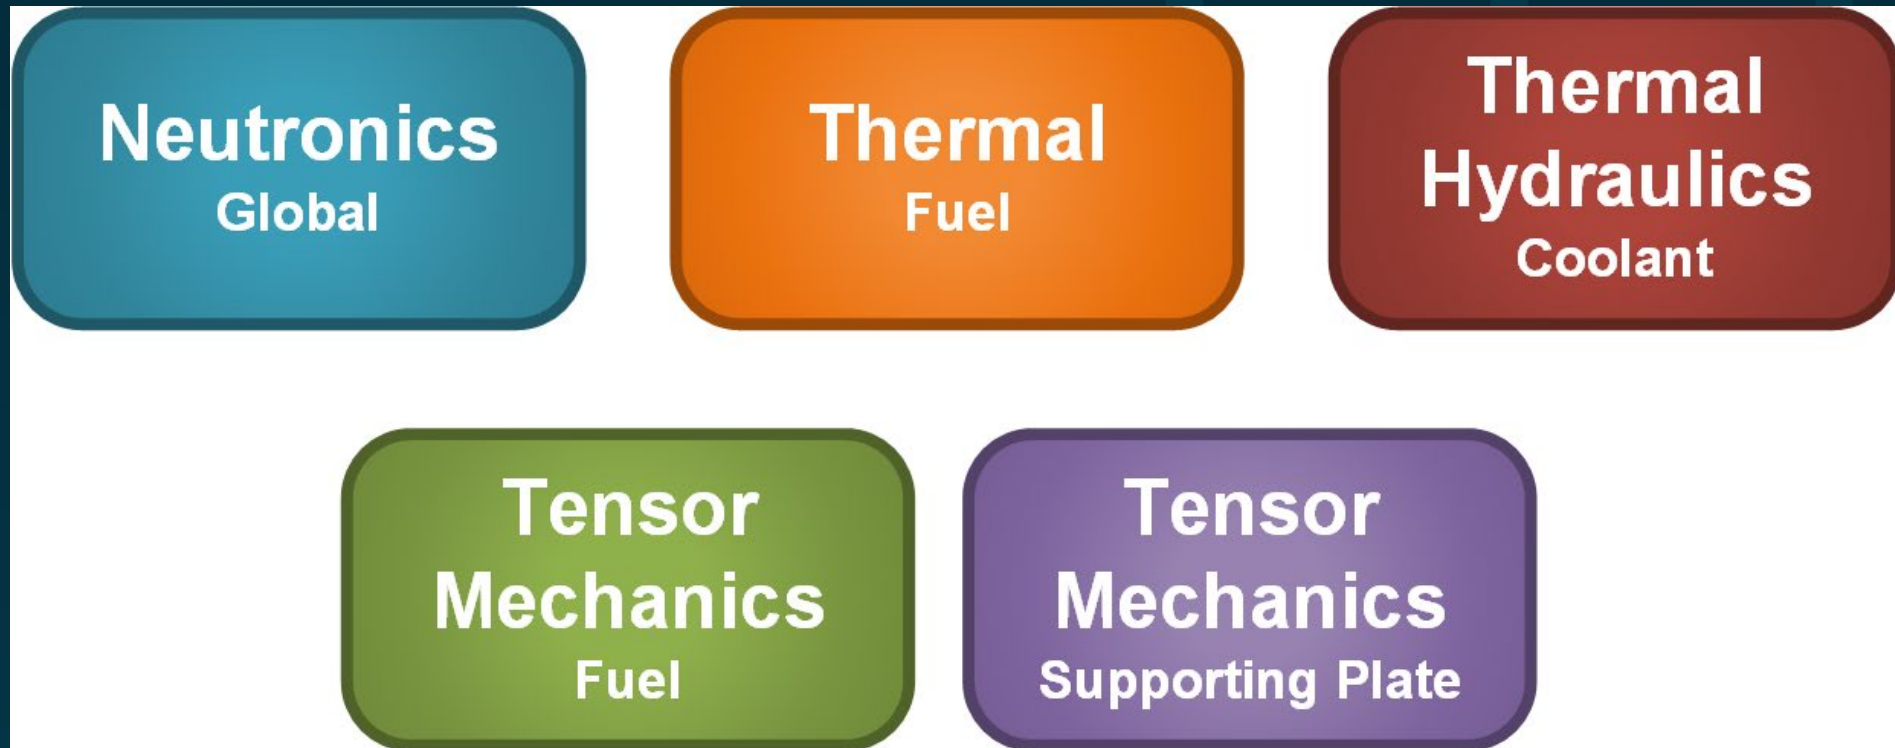 Neutronics
Global
Thermal
Fuel
Thermal
Hydraulics
Coolant
Tensor
Mechanics
Fuel
Tensor
Mechanics
Supporting Plate